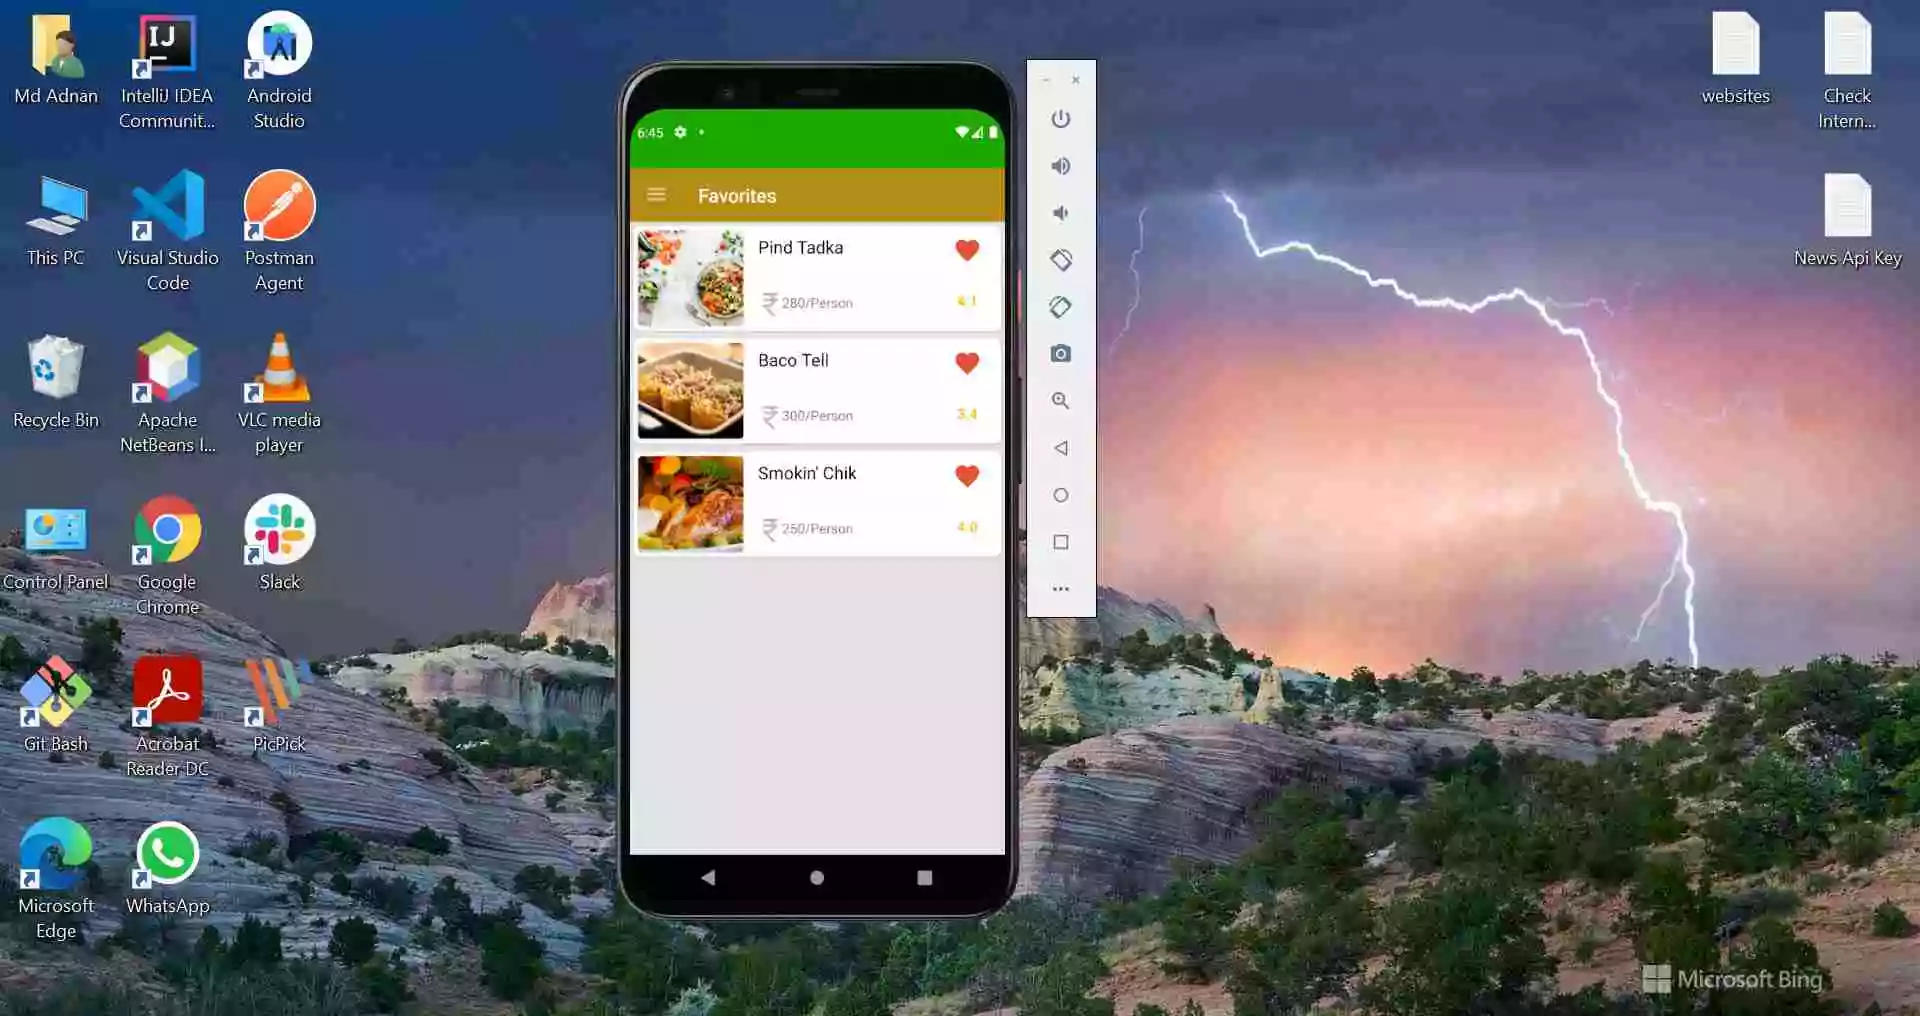 Md Adnan
IntelliJ IDEA
Communit...
Android
Studio
This PC
Visual Studio
Code
Postman
Agent
Recycle Bin
Apache
NetBeans I...
VLC media
player
Control Panel
Google
Chrome
Slack
Git Bash
Acrobat
Reader DC
PicPick
Microsoft
Edge
WhatsApp
IJ
6:45
Favorites
Pind Tadka
₹ 280/Person
4.1
Baco Tell
₹ 300/Person
3.4
Smokin' Chik
₹ 250/Person
4.0
websites
Check
Intern...
News Api Key
Microsoft Bing